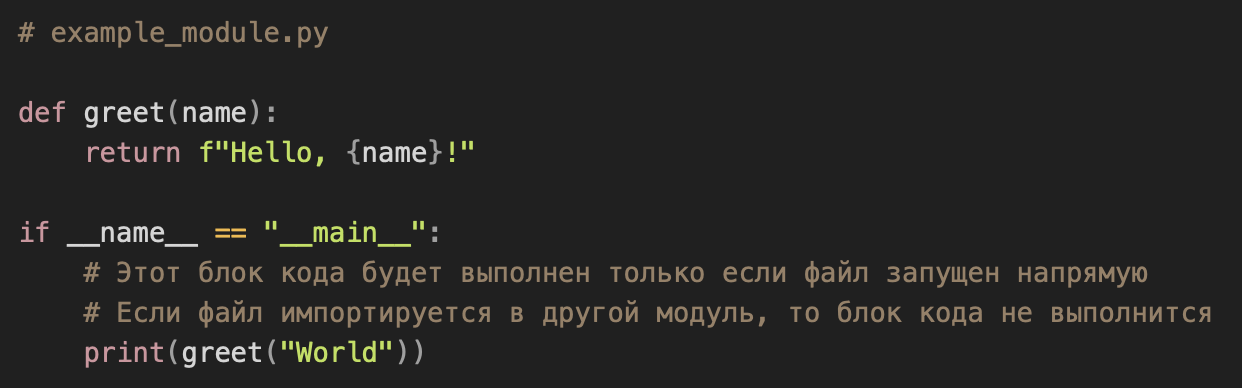 # example_module.py
def greet(name):
    return f"Hello, {name}!"
if __name__ == "__main__":
    # Этот блок кода будет выполнен только если файл запущен напрямую
    # Если файл импортируется в другой модуль, то блок кода не выполнится
    print(greet("World"))